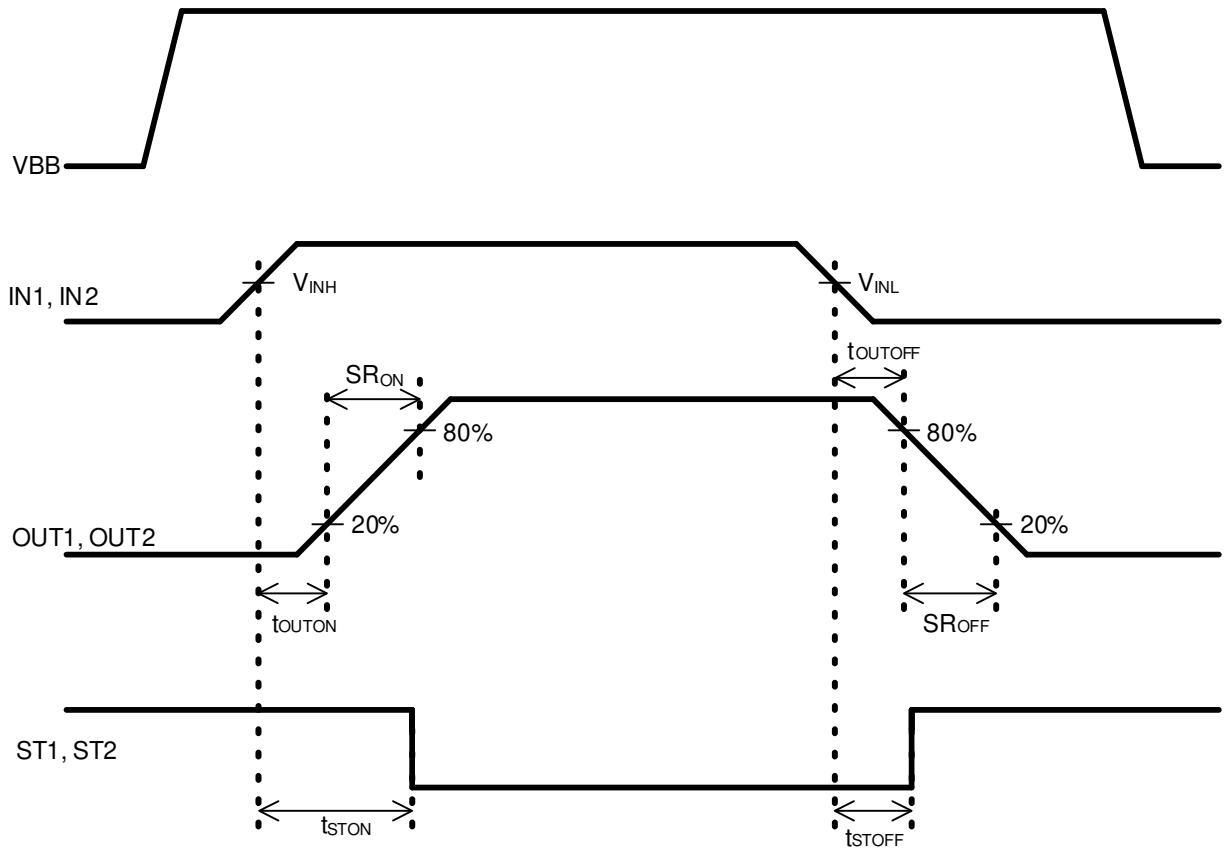 VBB
IN1, IN2
VINH
VINL
tOUTOFF
SRON
80%
80%
20%
20%
OUT1, OUT2
tOUTON
SROFF
ST1, ST2
tSTON
tSTOFF